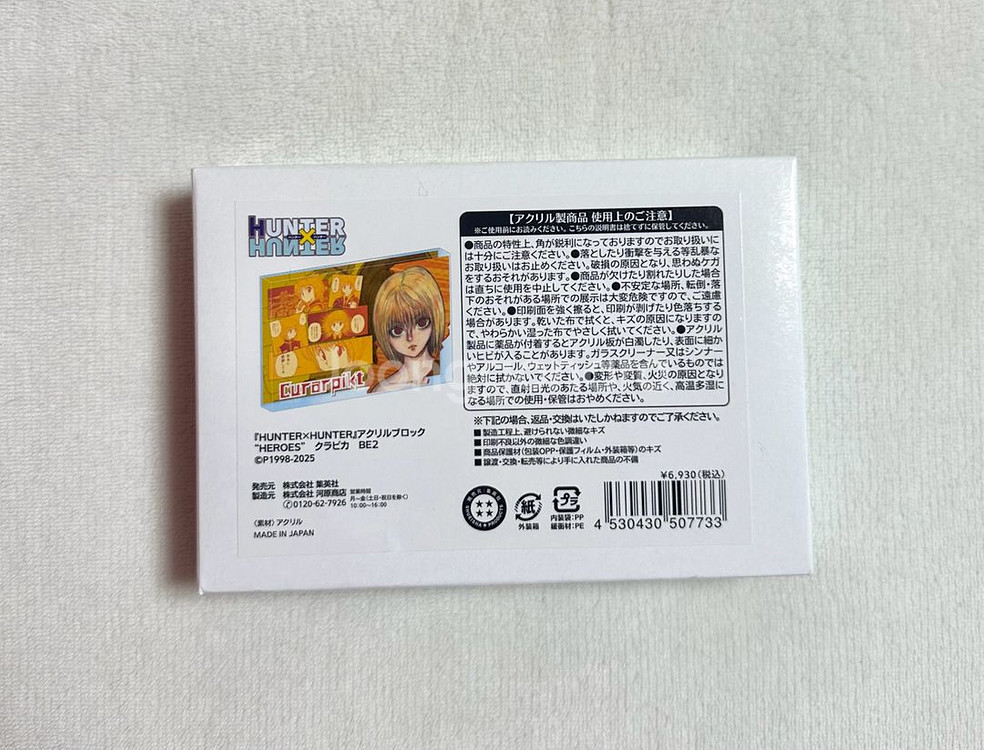 HUNTER
×
HUNTER
Curarpikt
『HUNTER×HUNTER』アクリルブロック
"HEROES" クラピカ BE2
©P1998-2025
発売元 株式会社 集英社
製造元 株式会社 河原商店
✆0120-62-7926
営業時間
月~金(土日・祝日を除く)
10:00~16:00
〈素材〉アクリル
MADE IN JAPAN
【アクリル製商品 使用上のご注意】
※ご使用前にお読みください。こちらの説明書は捨てずに保管してください。
●商品の特性上、角が鋭利になっておりますのでお取り扱いに
は十分にご注意ください。●落としたり衝撃を与える等乱暴な
お取り扱いはお止めください。破損の原因となり、思わぬケガ
をするおそれがあります。●商品が欠けたり割れたりした場合
は直ちに使用を中止してください。●不安定な場所、転倒・落
下のおそれがある場所での展示は大変危険ですので、ご遠慮
ください。●印刷面を強く擦ると、印刷が剥げたり色落ちする
場合があります。乾いた布で拭くと、キズの原因になりますの
で、やわらかい湿った布でやさしく拭いてください。●アクリル
製品に薬品が付着するとアクリル板が白濁したり、表面に細か
いヒビが入ることがあります。ガラスクリーナー又はシンナー
やアルコール、ウェットティッシュ等薬品を含んでいるものでは
絶対に拭かないでください。●変形や変質、火災の原因となり
ますので、直射日光のあたる場所や、火気の近く、高温多湿に
なる場所での使用・保管はおやめください。
※下記の場合、返品・交換はいたしかねますのでご了承ください。
■製造工程上、避けられない微細なキズ
■印刷不良以外の微細な色調違い
■商品保護材(包装OPP・保護フィルム・外装箱等)のキズ
■譲渡・交換・転売等により手に入れた商品の不備
¥6,930(税込)
紙
外装箱
プラ
内装袋:PP
緩衝材:PE
4 530430 507733